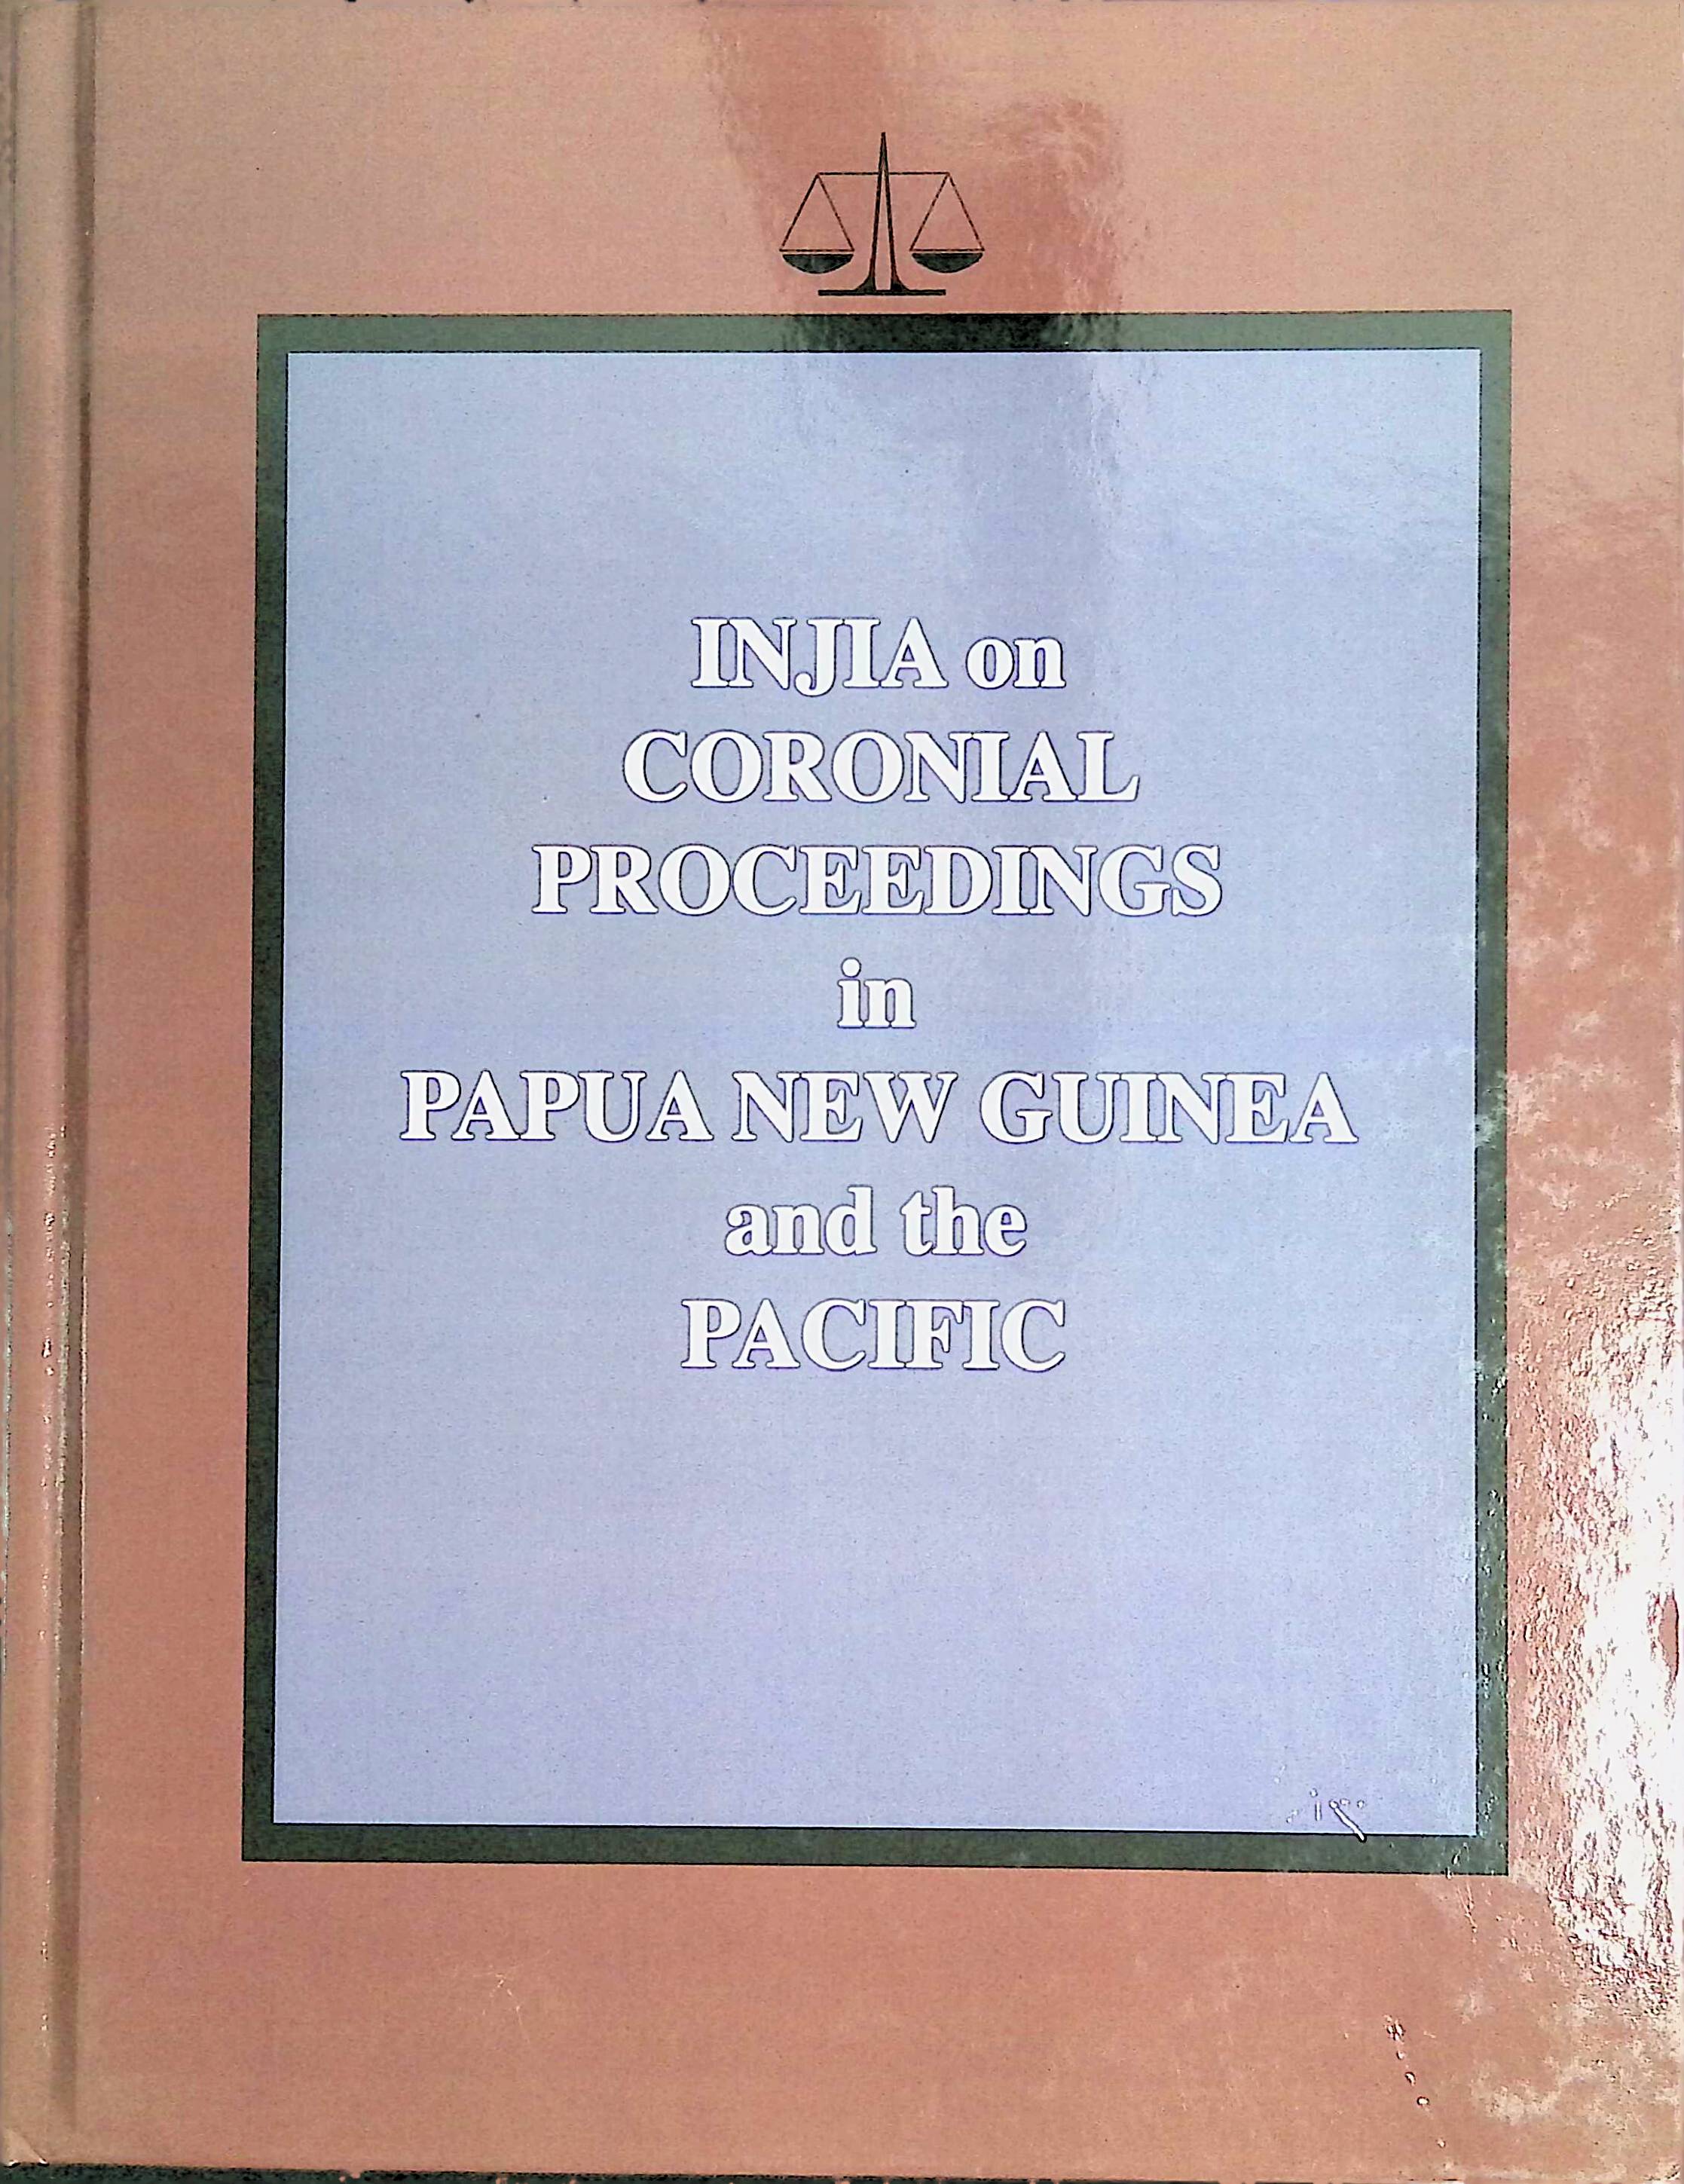 INJIA on
CORONIAL
PROCEEDINGS
in
PAPUA NEW GUINEA
and the
PACIFIC